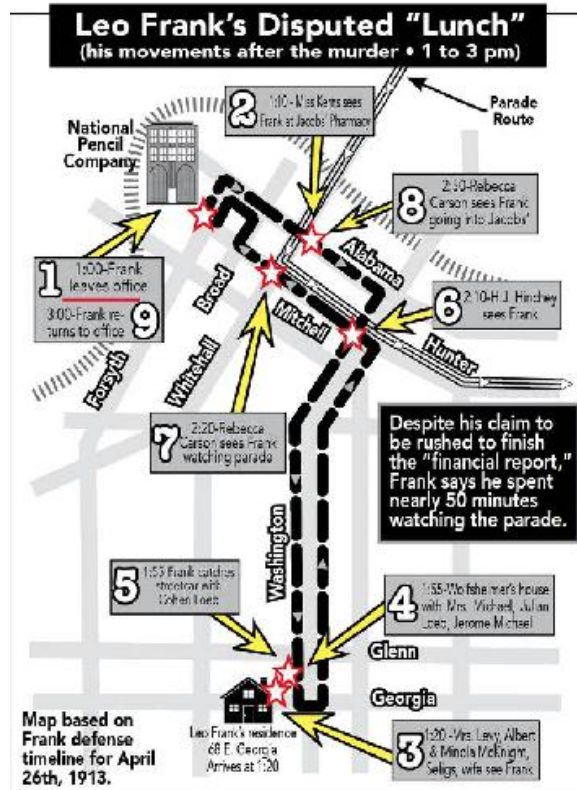 Leo Frank's Disputed "Lunch"
(his movements after the murder • 1 to 3 pm)
2
1:10-Miss Kerns sees
Frank at Jacobs' Pharmacy
Parade
Route
National
Pencil
Company
8
2:50-Rebecca
Carson sees Frank
going into Jacobs'
1
1:00-Frank
leaves office
3:00-Frank re-
turns to office
9
Alabama
Broad
Mitchell
Hunter
Forsyth
Whitehall
6
2:10-H.J. Hinchey
sees Frank
7
2:20-Rebecca
Carson sees Frank
watching parade
Despite his claim to
be rushed to finish
the "financial report,"
Frank says he spent
nearly 50 minutes
watching the parade.
Washington
5
1:55-Frank catches
streetcar with
Cohen Loeb
4
1:55-Wolfsheimer's house
with Mrs. Michael, Julian
Loeb, Jerome Michael
Glenn
Georgia
Leo Frank's residence
68 E. Georgia
Arrives at 1:20
3
1:20-Mrs. Levy, Albert
& Minola McKnight,
Seligs, wife see Frank
Map based on
Frank defense
timeline for April
26th, 1913.